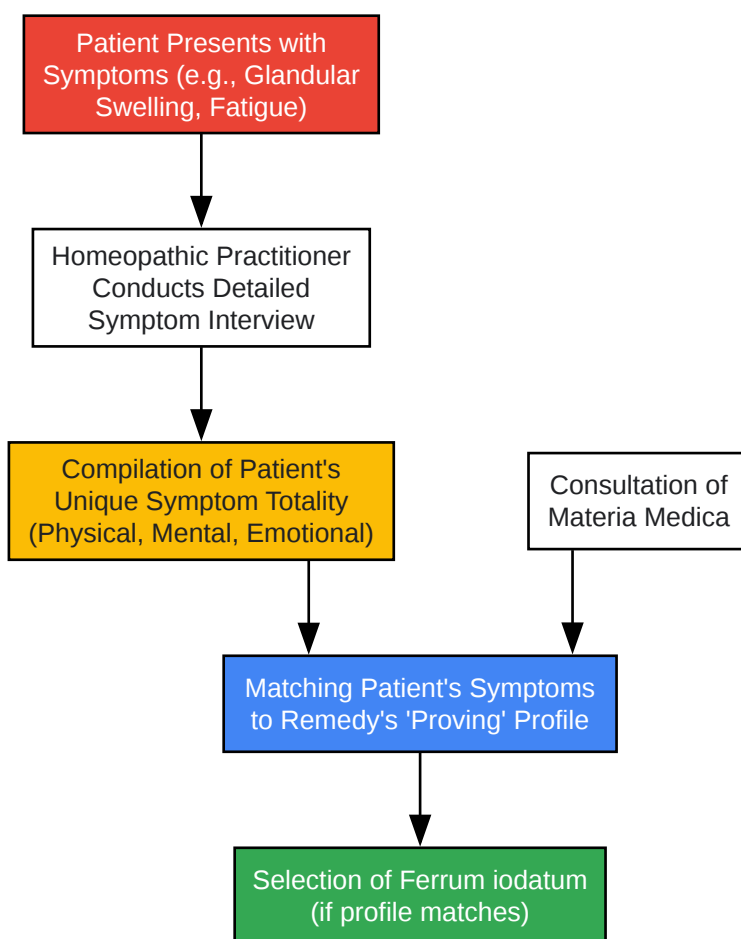 Patient Presents with
Symptoms (e.g., Glandular
Swelling, Fatigue)
Homeopathic Practitioner
Conducts Detailed
Symptom Interview
Compilation of Patient's
Unique Symptom Totality
(Physical, Mental, Emotional)
Consultation of
Materia Medica
Matching Patient's Symptoms
to Remedy's 'Proving' Profile
Selection of Ferrum iodatum
(if profile matches)